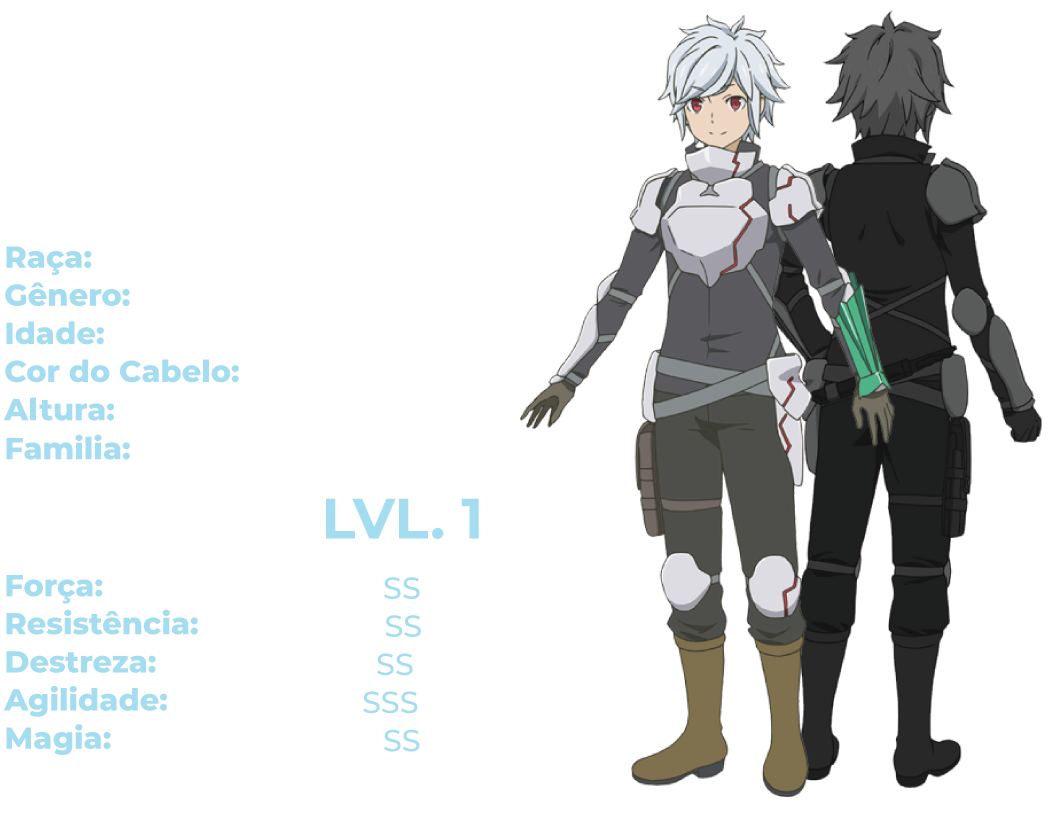 Raça:
Gênero:
Idade:
Cor do Cabelo:
Altura:
Familia:
LVL. 1
Força: SS
Resistência: SS
Destreza: SS
Agilidade: SSS
Magia: SS